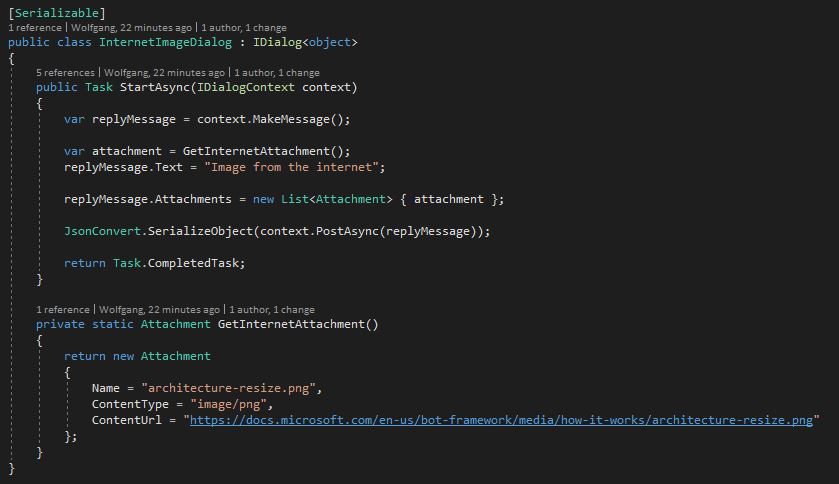 [Serializable]
1 reference | Wolfgang, 22 minutes ago | 1 author, 1 change
public class InternetImageDialog : IDialog<object>
{
5 references | Wolfgang, 22 minutes ago | 1 author, 1 change
public Task StartAsync(IDialogContext context)
{
var replyMessage = context.MakeMessage();
var attachment = GetInternetAttachment();
replyMessage.Text = "Image from the internet";
replyMessage.Attachments = new List<Attachment> { attachment };
JsonConvert.SerializeObject(context.PostAsync(replyMessage));
return Task.CompletedTask;
}
1 reference | Wolfgang, 22 minutes ago | 1 author, 1 change
private static Attachment GetInternetAttachment()
{
return new Attachment
{
Name = "architecture-resize.png",
ContentType = "image/png",
ContentUrl = "https://docs.microsoft.com/en-us/bot-framework/media/how-it-works/architecture-resize.png"
};
}
}